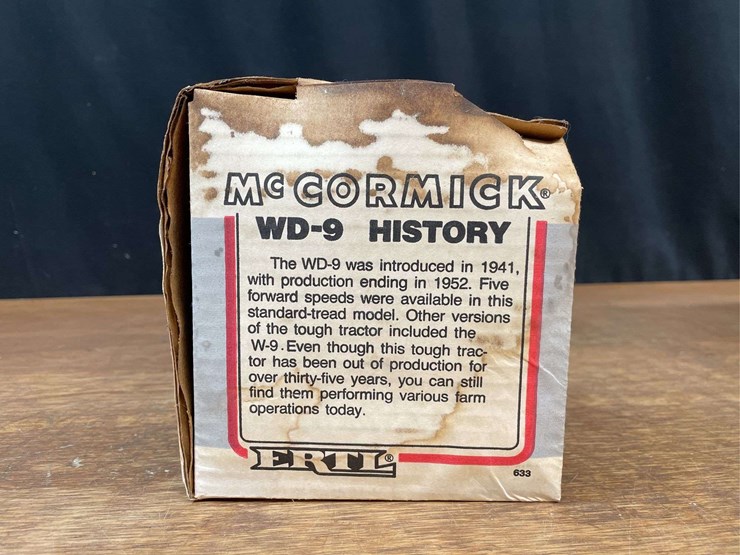 McCORMICK®
WD-9 HISTORY
The WD-9 was introduced in 1941,
with production ending in 1952. Five
forward speeds were available in this
standard-tread model. Other versions
of the tough tractor included the
W-9. Even though this tough trac-
tor has been out of production for
over thirty-five years, you can still
find them performing various farm
operations today.
ERTL®
633